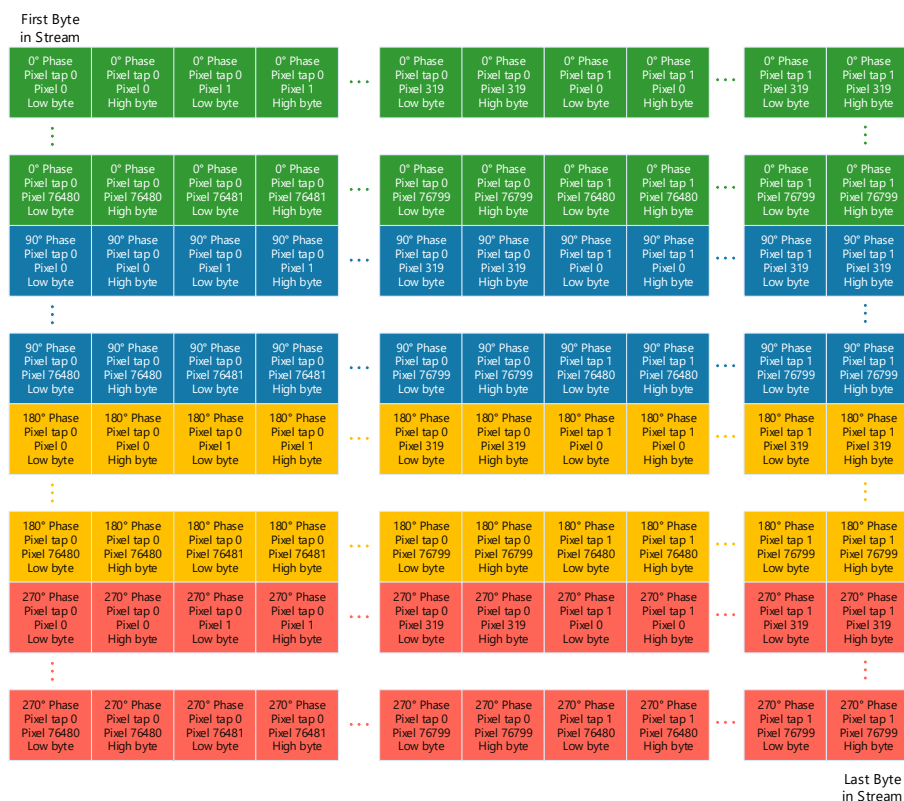 First Byte
in Stream
0° Phase
Pixel tap 0
Pixel 0
Low byte
0° Phase
Pixel tap 0
Pixel 0
High byte
0° Phase
Pixel tap 0
Pixel 1
Low byte
0° Phase
Pixel tap 0
Pixel 1
High byte
0° Phase
Pixel tap 0
Pixel 319
Low byte
0° Phase
Pixel tap 0
Pixel 319
High byte
0° Phase
Pixel tap 1
Pixel 0
Low byte
0° Phase
Pixel tap 1
Pixel 0
High byte
0° Phase
Pixel tap 1
Pixel 319
Low byte
0° Phase
Pixel tap 1
Pixel 319
High byte
0° Phase
Pixel tap 0
Pixel 76480
Low byte
0° Phase
Pixel tap 0
Pixel 76480
High byte
0° Phase
Pixel tap 0
Pixel 76481
Low byte
0° Phase
Pixel tap 0
Pixel 76481
High byte
0° Phase
Pixel tap 0
Pixel 76799
Low byte
0° Phase
Pixel tap 0
Pixel 76799
High byte
0° Phase
Pixel tap 1
Pixel 76480
Low byte
0° Phase
Pixel tap 1
Pixel 76480
High byte
0° Phase
Pixel tap 1
Pixel 76799
Low byte
0° Phase
Pixel tap 1
Pixel 76799
High byte
90° Phase
Pixel tap 0
Pixel 0
Low byte
90° Phase
Pixel tap 0
Pixel 0
High byte
90° Phase
Pixel tap 0
Pixel 1
Low byte
90° Phase
Pixel tap 0
Pixel 1
High byte
90° Phase
Pixel tap 0
Pixel 319
Low byte
90° Phase
Pixel tap 0
Pixel 319
High byte
90° Phase
Pixel tap 1
Pixel 0
Low byte
90° Phase
Pixel tap 1
Pixel 0
High byte
90° Phase
Pixel tap 1
Pixel 319
Low byte
90° Phase
Pixel tap 1
Pixel 319
High byte
90° Phase
Pixel tap 0
Pixel 76480
Low byte
90° Phase
Pixel tap 0
Pixel 76480
High byte
90° Phase
Pixel tap 0
Pixel 76481
Low byte
90° Phase
Pixel tap 0
Pixel 76481
High byte
90° Phase
Pixel tap 0
Pixel 76799
Low byte
90° Phase
Pixel tap 0
Pixel 76799
High byte
90° Phase
Pixel tap 1
Pixel 76480
Low byte
90° Phase
Pixel tap 1
Pixel 76480
High byte
90° Phase
Pixel tap 1
Pixel 76799
Low byte
90° Phase
Pixel tap 1
Pixel 76799
High byte
180° Phase
Pixel tap 0
Pixel 0
Low byte
180° Phase
Pixel tap 0
Pixel 0
High byte
180° Phase
Pixel tap 0
Pixel 1
Low byte
180° Phase
Pixel tap 0
Pixel 1
High byte
180° Phase
Pixel tap 0
Pixel 319
Low byte
180° Phase
Pixel tap 0
Pixel 319
High byte
180° Phase
Pixel tap 1
Pixel 0
Low byte
180° Phase
Pixel tap 1
Pixel 0
High byte
180° Phase
Pixel tap 1
Pixel 319
Low byte
180° Phase
Pixel tap 1
Pixel 319
High byte
180° Phase
Pixel tap 0
Pixel 76480
Low byte
180° Phase
Pixel tap 0
Pixel 76480
High byte
180° Phase
Pixel tap 0
Pixel 76481
Low byte
180° Phase
Pixel tap 0
Pixel 76481
High byte
180° Phase
Pixel tap 0
Pixel 76799
Low byte
180° Phase
Pixel tap 0
Pixel 76799
High byte
180° Phase
Pixel tap 1
Pixel 76480
Low byte
180° Phase
Pixel tap 1
Pixel 76480
High byte
180° Phase
Pixel tap 1
Pixel 76799
Low byte
180° Phase
Pixel tap 1
Pixel 76799
High byte
270° Phase
Pixel tap 0
Pixel 0
Low byte
270° Phase
Pixel tap 0
Pixel 0
High byte
270° Phase
Pixel tap 0
Pixel 1
Low byte
270° Phase
Pixel tap 0
Pixel 1
High byte
270° Phase
Pixel tap 0
Pixel 319
Low byte
270° Phase
Pixel tap 0
Pixel 319
High byte
270° Phase
Pixel tap 1
Pixel 0
Low byte
270° Phase
Pixel tap 1
Pixel 0
High byte
270° Phase
Pixel tap 1
Pixel 319
Low byte
270° Phase
Pixel tap 1
Pixel 319
High byte
270° Phase
Pixel tap 0
Pixel 76480
Low byte
270° Phase
Pixel tap 0
Pixel 76480
High byte
270° Phase
Pixel tap 0
Pixel 76481
Low byte
270° Phase
Pixel tap 0
Pixel 76481
High byte
270° Phase
Pixel tap 0
Pixel 76799
Low byte
270° Phase
Pixel tap 0
Pixel 76799
High byte
270° Phase
Pixel tap 1
Pixel 76480
Low byte
270° Phase
Pixel tap 1
Pixel 76480
High byte
270° Phase
Pixel tap 1
Pixel 76799
Low byte
270° Phase
Pixel tap 1
Pixel 76799
High byte
Last Byte
in Stream